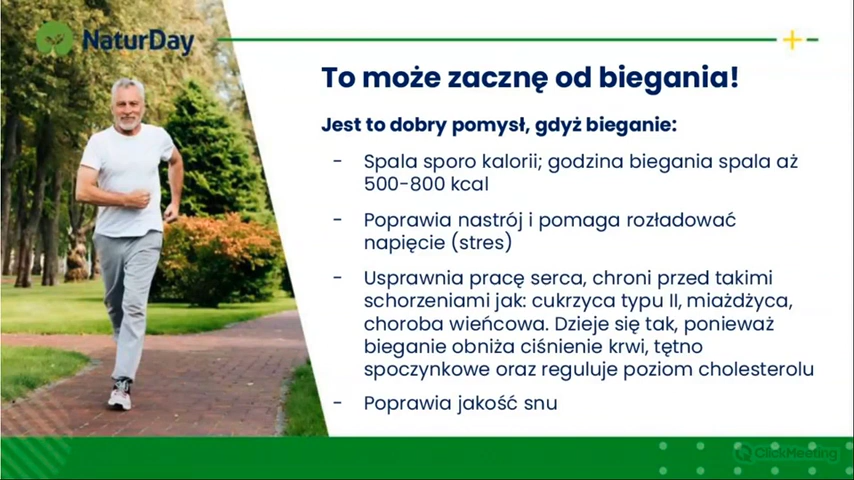 NaturDay
To może zacznę od biegania!
Jest to dobry pomysł, gdyż bieganie:
- Spala sporo kalorii; godzina biegania spala aż
500-800 kcal
- Poprawia nastrój i pomaga rozładować
napięcie (stres)
- Usprawnia pracę serca, chroni przed takimi
schorzeniami jak: cukrzyca typu II, miażdżyca,
choroba wieńcowa. Dzieje się tak, ponieważ
bieganie obniża ciśnienie krwi, tętno
spoczynkowe oraz reguluje poziom cholesterolu
- Poprawia jakość snu
ClickMeeting